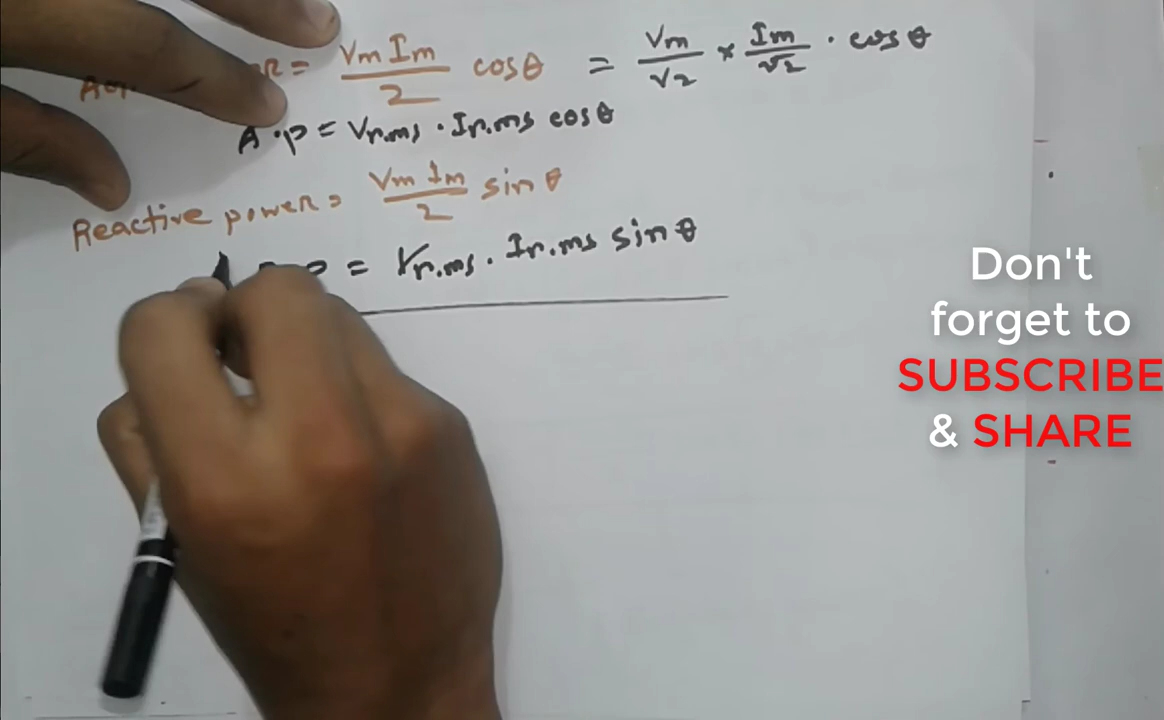 = Vm Im / 2 cosθ = Vm / √2 × Im / √2 · cosθ
A.P = Vr.ms · Ir.ms cosθ
Reactive power = Vm Im / 2 sinθ
= Vr.ms · Ir.ms sinθ
Don't
forget to
SUBSCRIBE
& SHARE